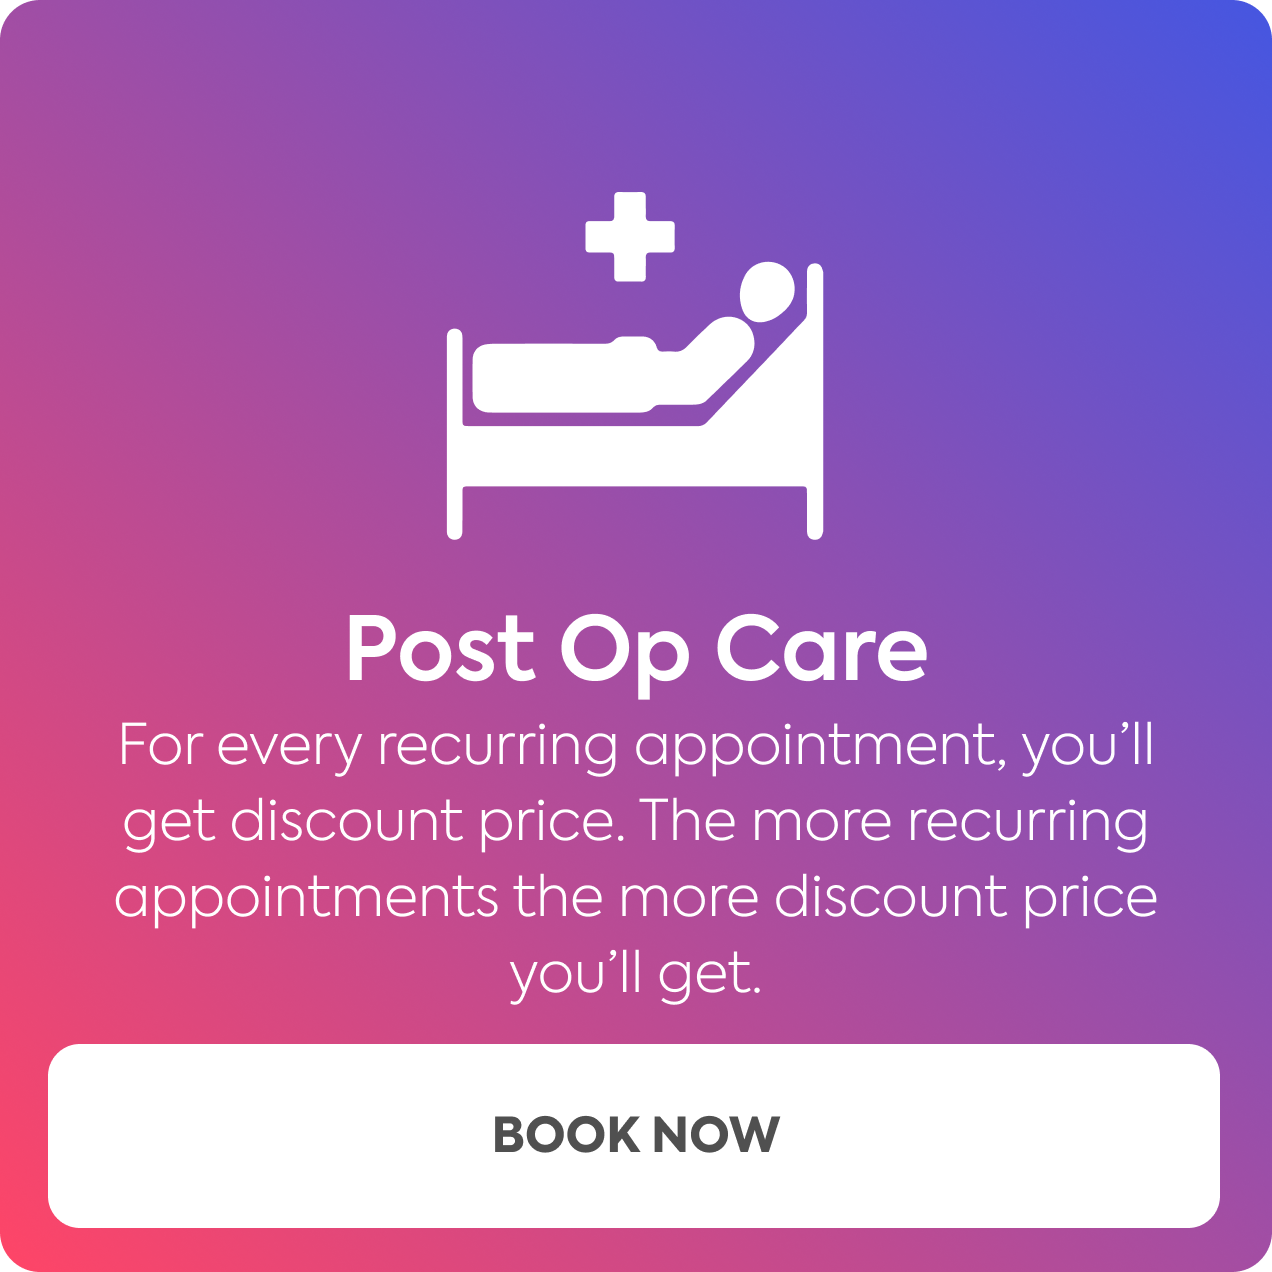 Post Op Care
For every recurring appointment, you’ll
get discount price. The more recurring
appointments the more discount price
you’ll get.
BOOK NOW